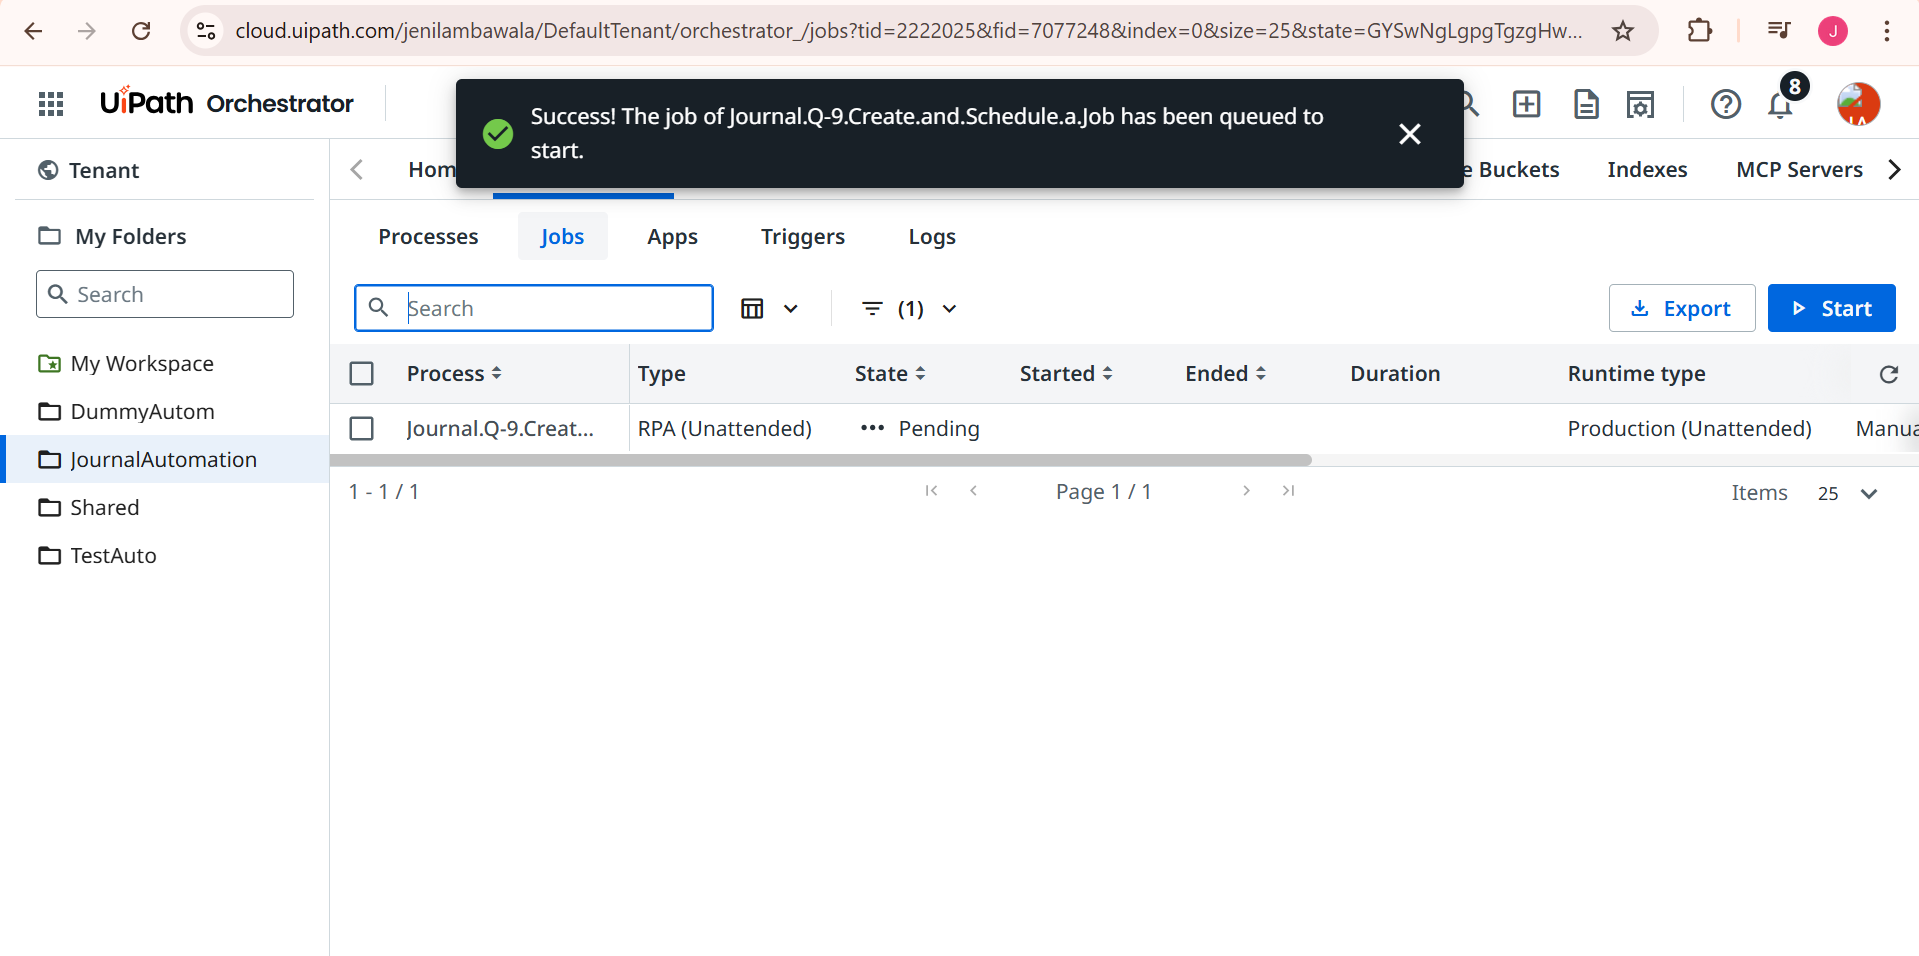 cloud.uipath.com/jenilambawala/DefaultTenant/orchestrator_/jobs?tid=2222025&fid=7077248&index=0&size=25&state=GYSwNgLgpgTgzgHw...
J
UiPath Orchestrator
Success! The job of Journal.Q-9.Create.and.Schedule.a.Job has been queued to
start.
8
Tenant
Hom
e Buckets
Indexes
MCP Servers
My Folders
Search
My Workspace
DummyAutom
JournalAutomation
Shared
TestAuto
Processes
Jobs
Apps
Triggers
Logs
Search
(1)
Export
Start
Process
Type
State
Started
Ended
Duration
Runtime type
Journal.Q-9.Creat...
RPA (Unattended)
Pending
Production (Unattended)
Manua
1 - 1 / 1
Page 1 / 1
Items
25